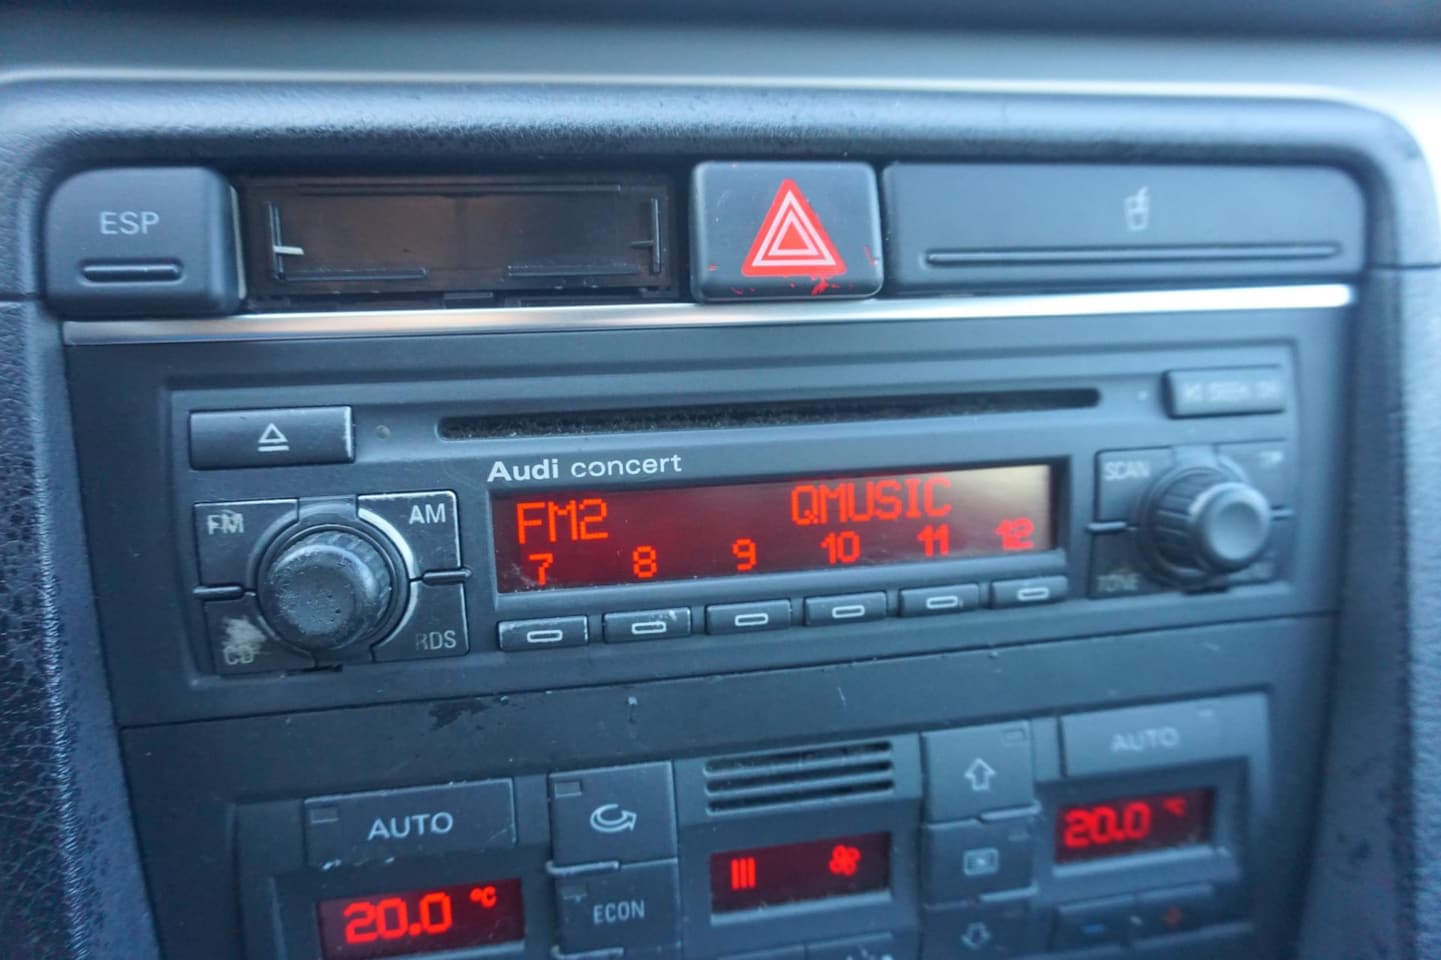 ESP
Audi concert
FM
AM
SCAN
FM2 QMUSIC
7 8 9 10 11 12
CD
RDS
TONE
AUTO
AUTO
20.0 °C
ECON
20.0 °C